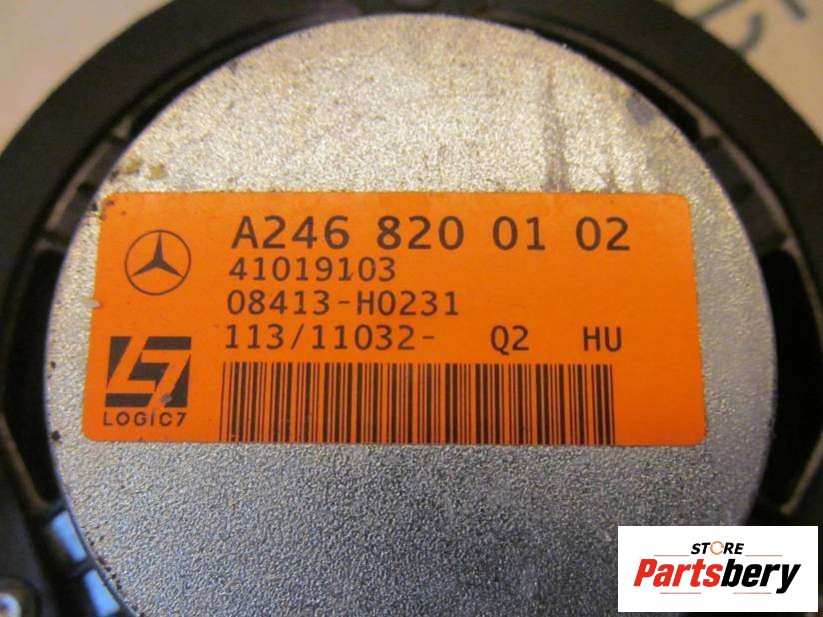 A246 820 01 02
41019103
08413-H0231
113/11032- Q2 HU
LOGIC7
STORE
Partsbery